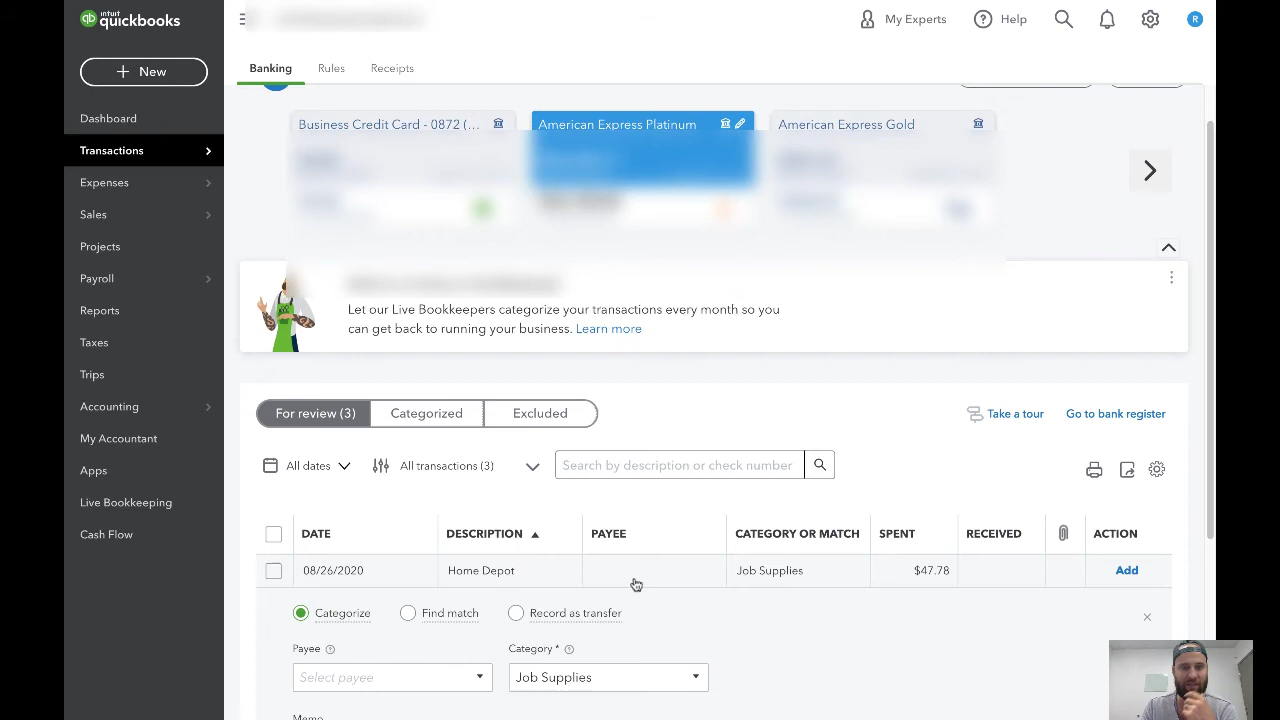 intuit
quickbooks
My Experts
Help
R
New
Banking
Rules
Receipts
Dashboard
Transactions
Expenses
Sales
Projects
Payroll
Reports
Taxes
Trips
Accounting
My Accountant
Apps
Live Bookkeeping
Cash Flow
Business Credit Card - 0872 (...
American Express Platinum
American Express Gold
Let our Live Bookkeepers categorize your transactions every month so you
can get back to running your business. Learn more
For review (3)
Categorized
Excluded
Take a tour
Go to bank register
All dates
All transactions (3)
Search by description or check number
DATE
DESCRIPTION
PAYEE
CATEGORY OR MATCH
SPENT
RECEIVED
ACTION
08/26/2020
Home Depot
Job Supplies
$47.78
Add
Categorize
Find match
Record as transfer
Payee
Category *
Select payee
Job Supplies
Memo